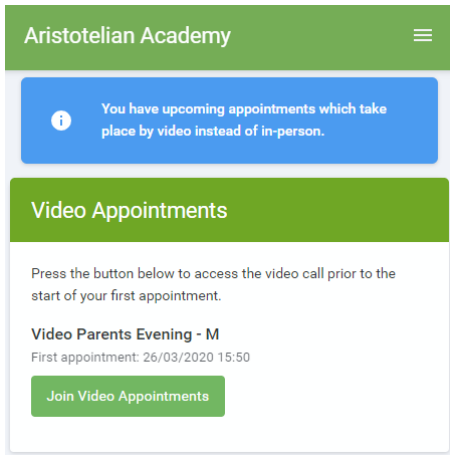 Aristotelian Academy
You have upcoming appointments which take
place by video instead of in-person.
Video Appointments
Press the button below to access the video call prior to the
start of your first appointment.
Video Parents Evening - M
First appointment: 26/03/2020 15:50
Join Video Appointments